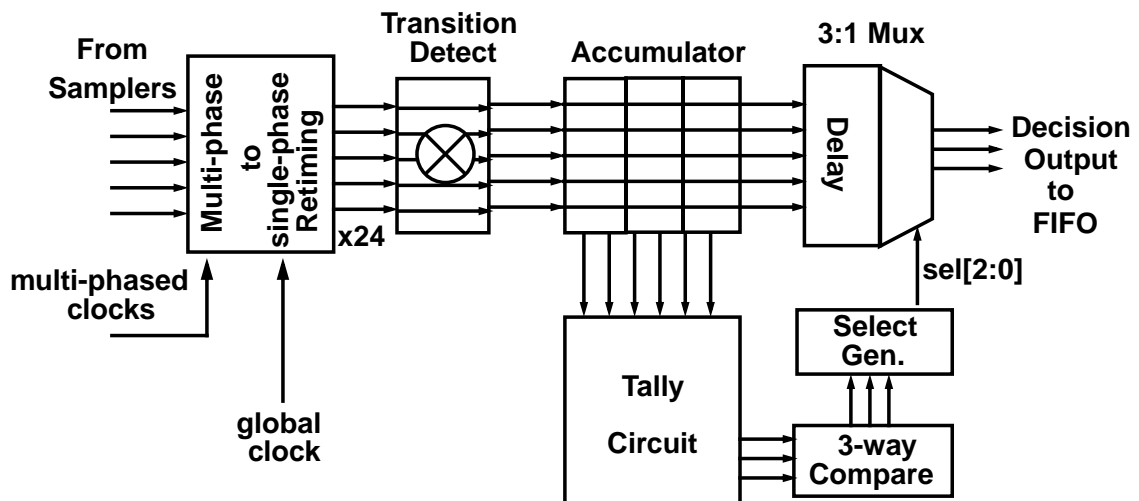 From
Samplers
Multi-phase
to
single-phase
Retiming
x24
multi-phased
clocks
global
clock
Transition
Detect
Accumulator
3:1 Mux
Delay
Decision
Output
to
FIFO
sel[2:0]
Select
Gen.
Tally
Circuit
3-way
Compare